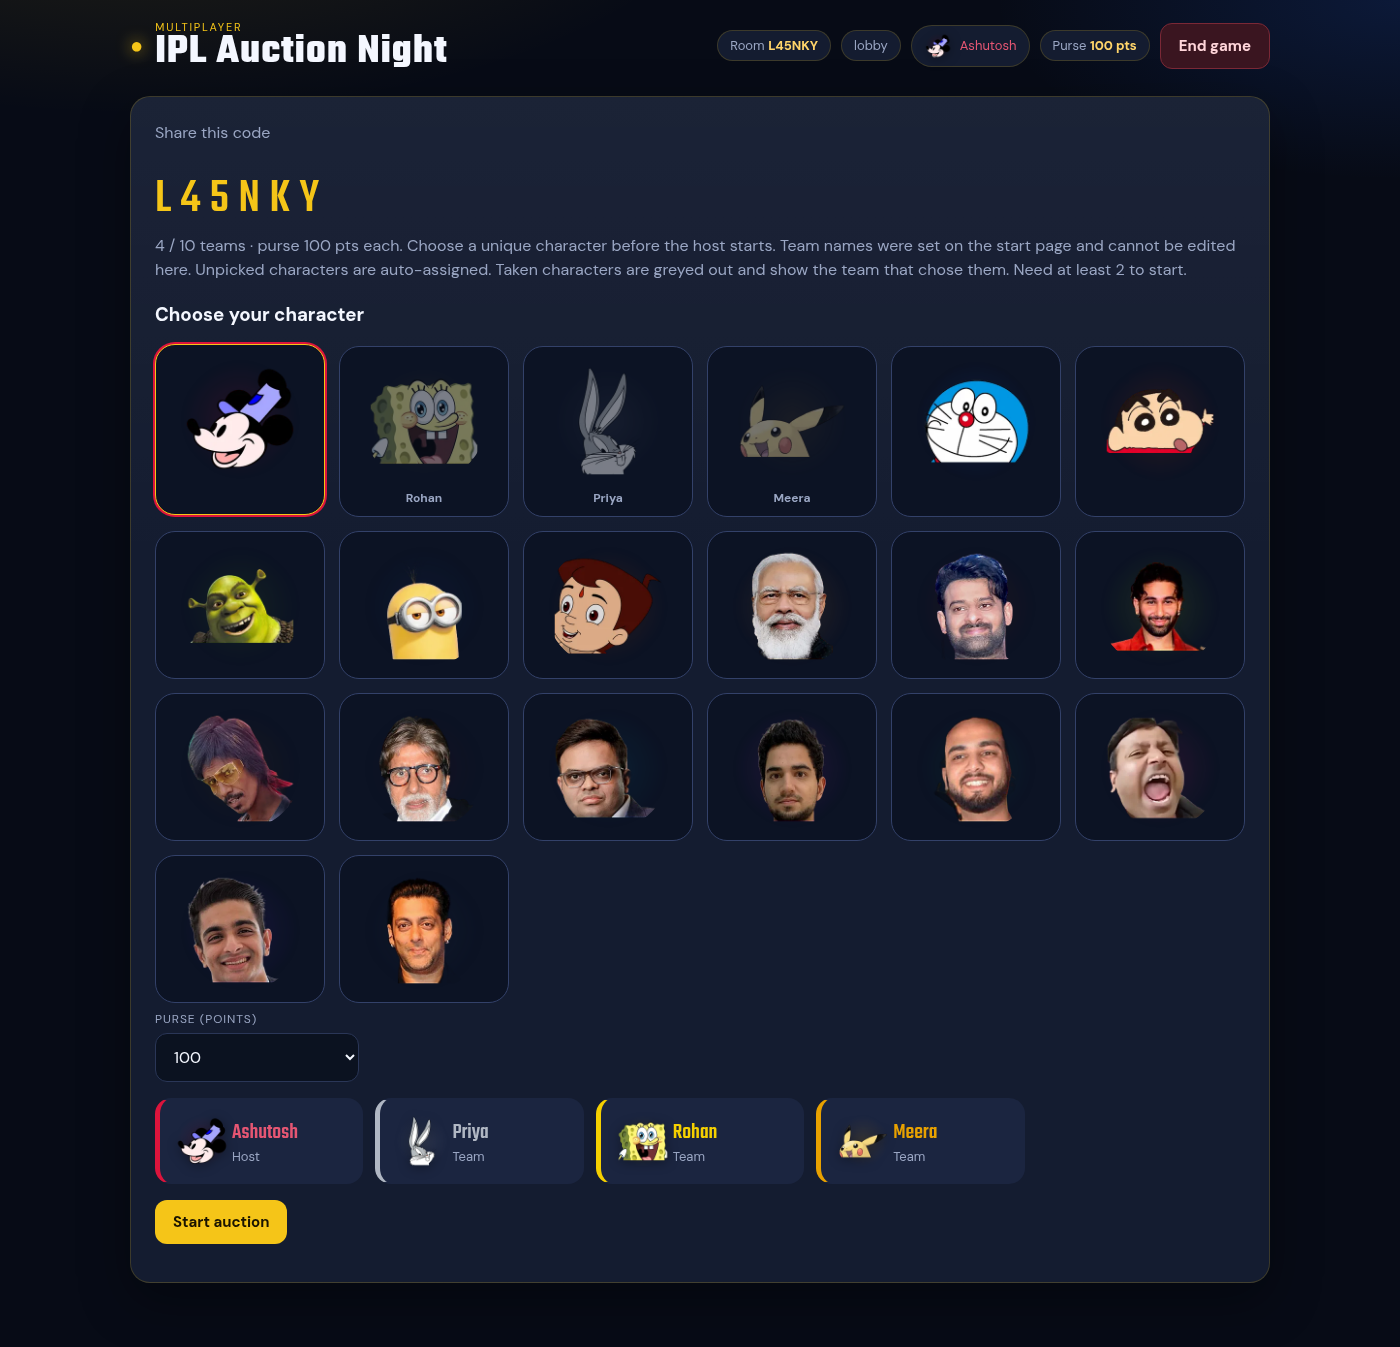 MULTIPLAYER
IPL Auction Night
Room L45NKY
lobby
Ashutosh
Purse 100 pts
End game
Share this code
L45NKY
4 / 10 teams · purse 100 pts each. Choose a unique character before the host starts. Team names were set on the start page and cannot be edited
here. Unpicked characters are auto-assigned. Taken characters are greyed out and show the team that chose them. Need at least 2 to start.
Choose your character
Rohan
Priya
Meera
PURSE (POINTS)
100
Ashutosh
Host
Priya
Team
Rohan
Team
Meera
Team
Start auction